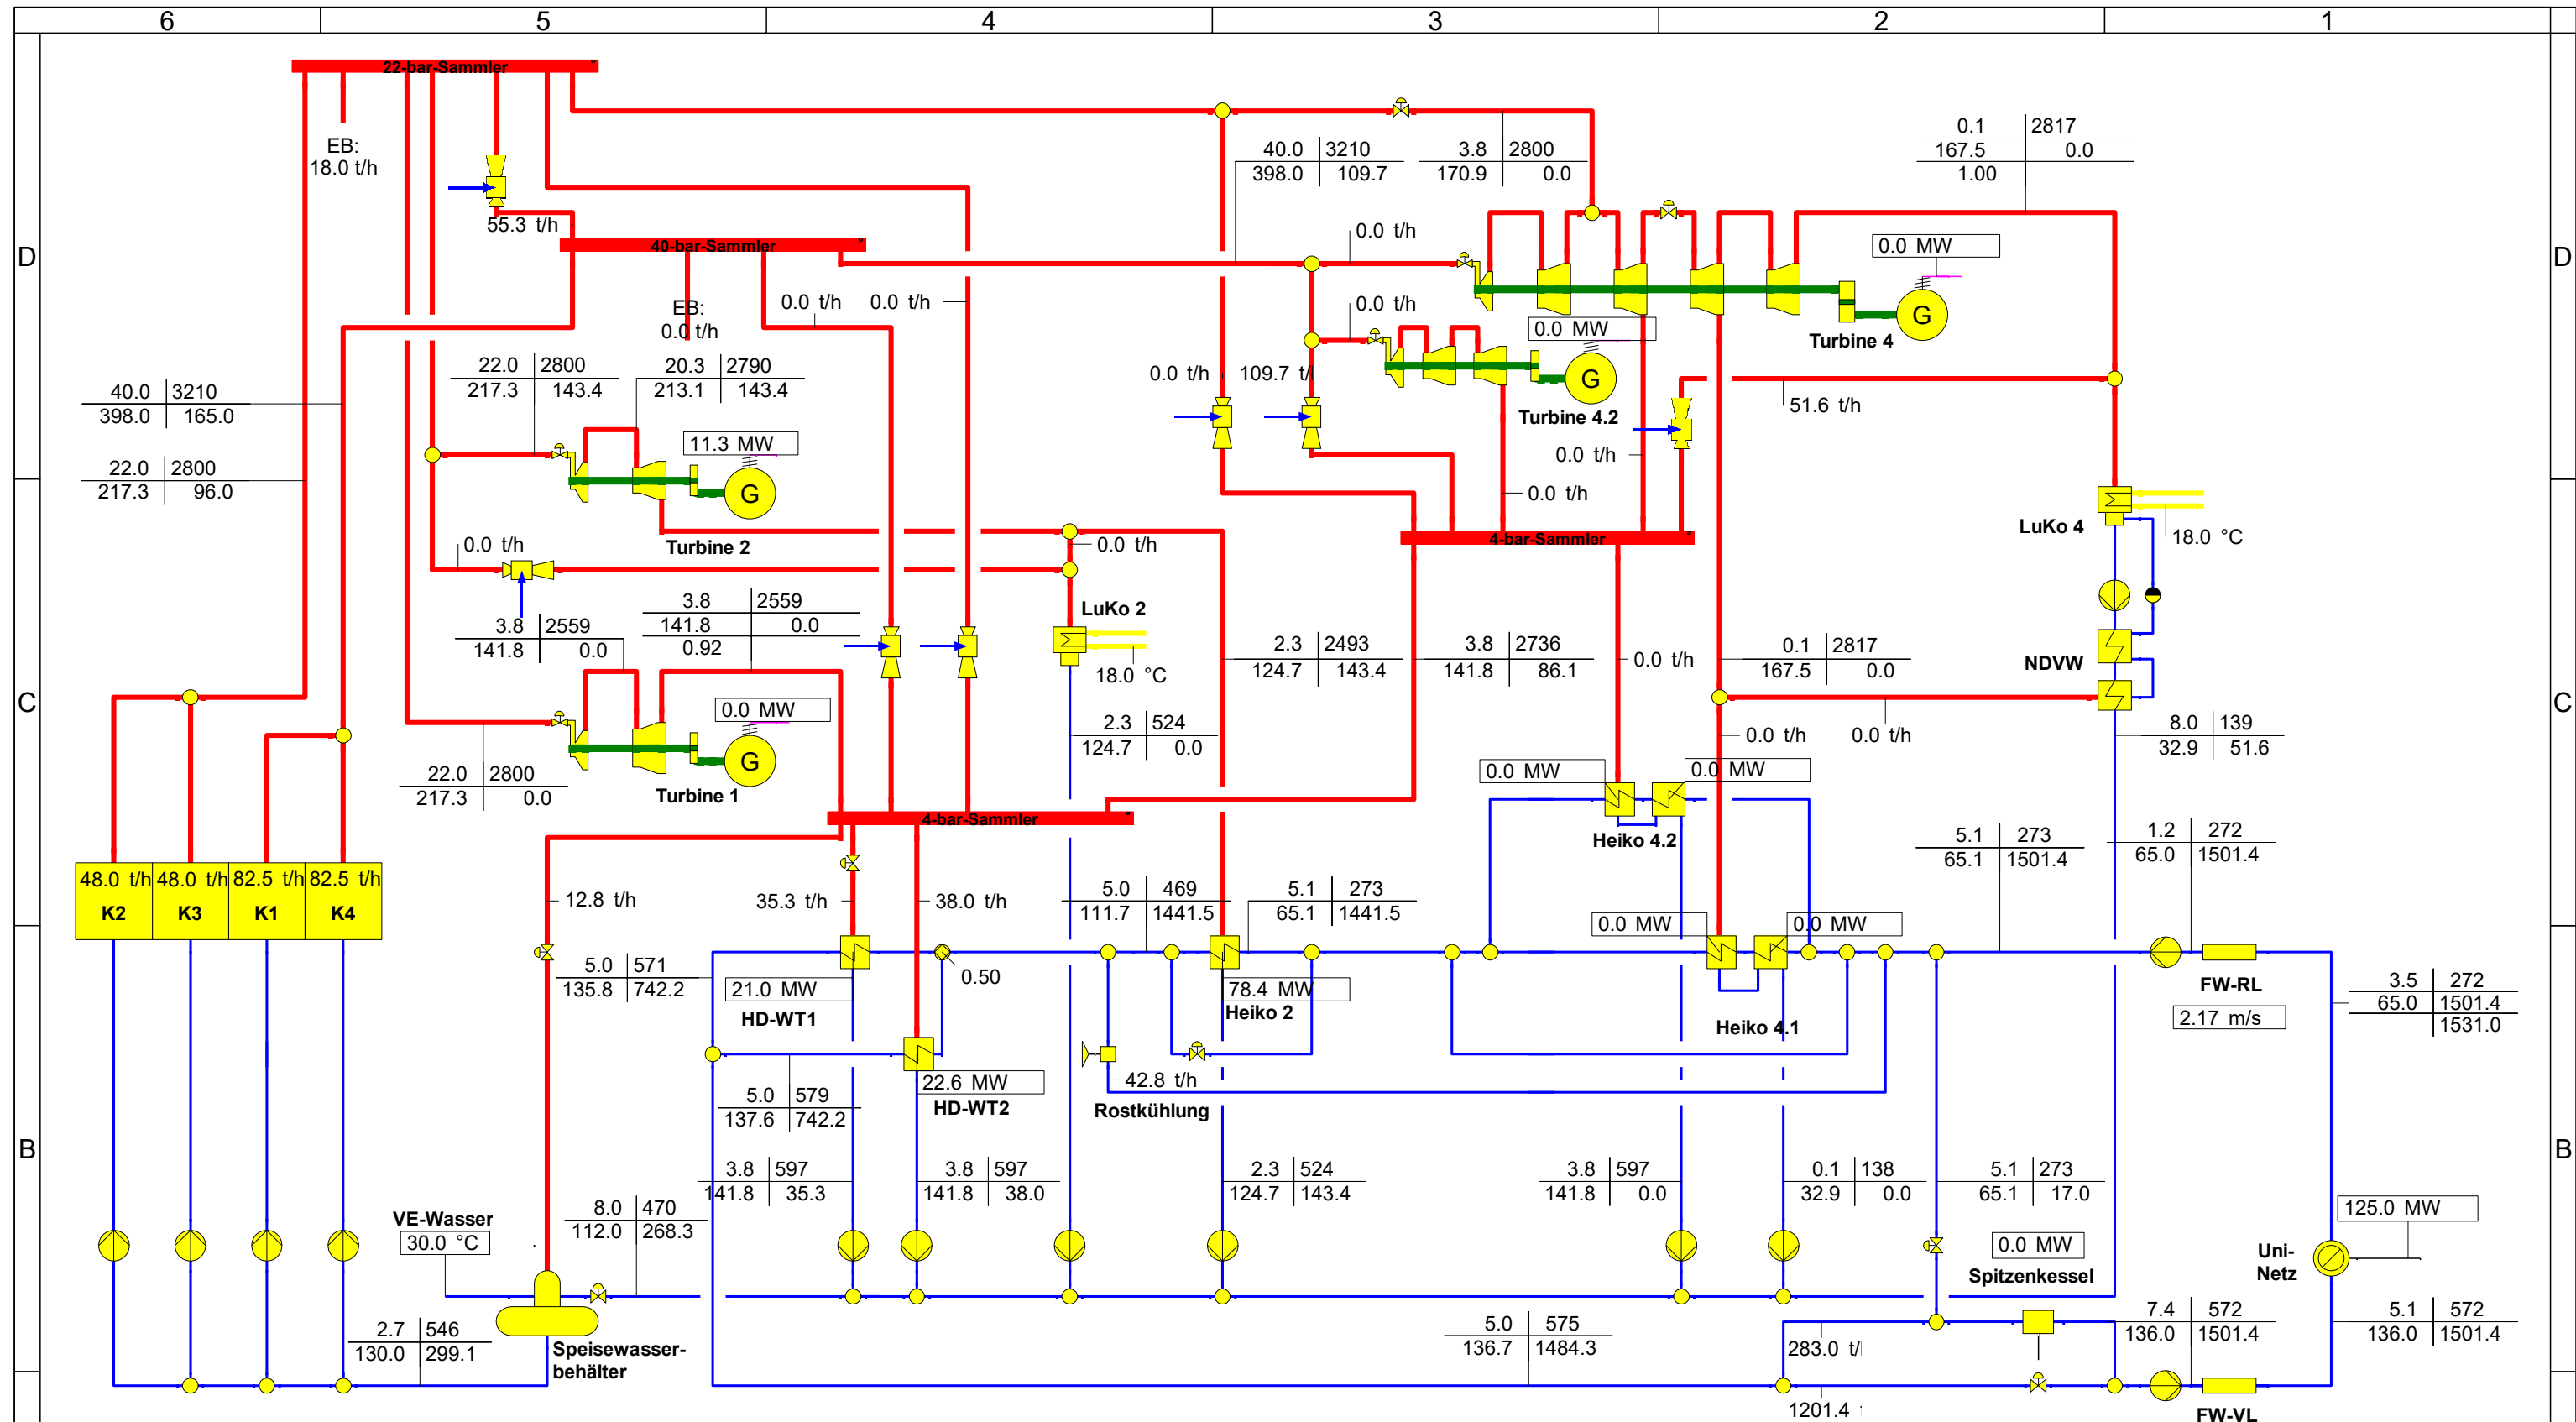 6 5 4 3 2 1
22-bar-Sammler
EB:
18.0 t/h
55.3 t/h
40-bar-Sammler
EB:
0.0 t/h
0.0 t/h
0.0 t/h
40.0 3210
398.0 109.7
3.8 2800
170.9 0.0
0.1 2817
167.5 0.0
1.00
D
D
0.0 t/h
0.0 MW
G
Turbine 4
0.0 t/h
0.0 MW
G
Turbine 4.2
40.0 3210
398.0 165.0
22.0 2800
217.3 96.0
22.0 2800
217.3 143.4
20.3 2790
213.1 143.4
11.3 MW
G
Turbine 2
0.0 t/h
109.7 t/
51.6 t/h
0.0 t/h
0.0 t/h
4-bar-Sammler
LuKo 4
18.0 °C
0.0 t/h
0.0 t/h
LuKo 2
18.0 °C
3.8 2559
141.8 0.0
3.8 2559
141.8 0.0
0.92
2.3 2493
124.7 143.4
3.8 2736
141.8 86.1
0.0 t/h
0.1 2817
167.5 0.0
NDVW
C
C
0.0 MW
G
Turbine 1
22.0 2800
217.3 0.0
2.3 524
124.7 0.0
0.0 t/h
0.0 t/h
8.0 139
32.9 51.6
0.0 MW
0.0 MW
Heiko 4.2
4-bar-Sammler
5.1 273
65.1 1501.4
1.2 272
65.0 1501.4
48.0 t/h 48.0 t/h 82.5 t/h 82.5 t/h
K2 K3 K1 K4
12.8 t/h
35.3 t/h
38.0 t/h
5.0 469
111.7 1441.5
5.1 273
65.1 1441.5
0.0 MW
0.0 MW
5.0 571
135.8 742.2
21.0 MW
HD-WT1
0.50
78.4 MW
Heiko 2
Heiko 4.1
FW-RL
2.17 m/s
3.5 272
65.0 1501.4
1531.0
5.0 579
137.6 742.2
22.6 MW
HD-WT2
42.8 t/h
Rostkühlung
B
B
3.8 597
141.8 35.3
3.8 597
141.8 38.0
2.3 524
124.7 143.4
3.8 597
141.8 0.0
0.1 138
32.9 0.0
5.1 273
65.1 17.0
VE-Wasser
30.0 °C
8.0 470
112.0 268.3
0.0 MW
Spitzenkessel
125.0 MW
Uni-
Netz
2.7 546
130.0 299.1
Speisewasser-
behälter
5.0 575
136.7 1484.3
283.0 t/
7.4 572
136.0 1501.4
5.1 572
136.0 1501.4
1201.4
FW-VL